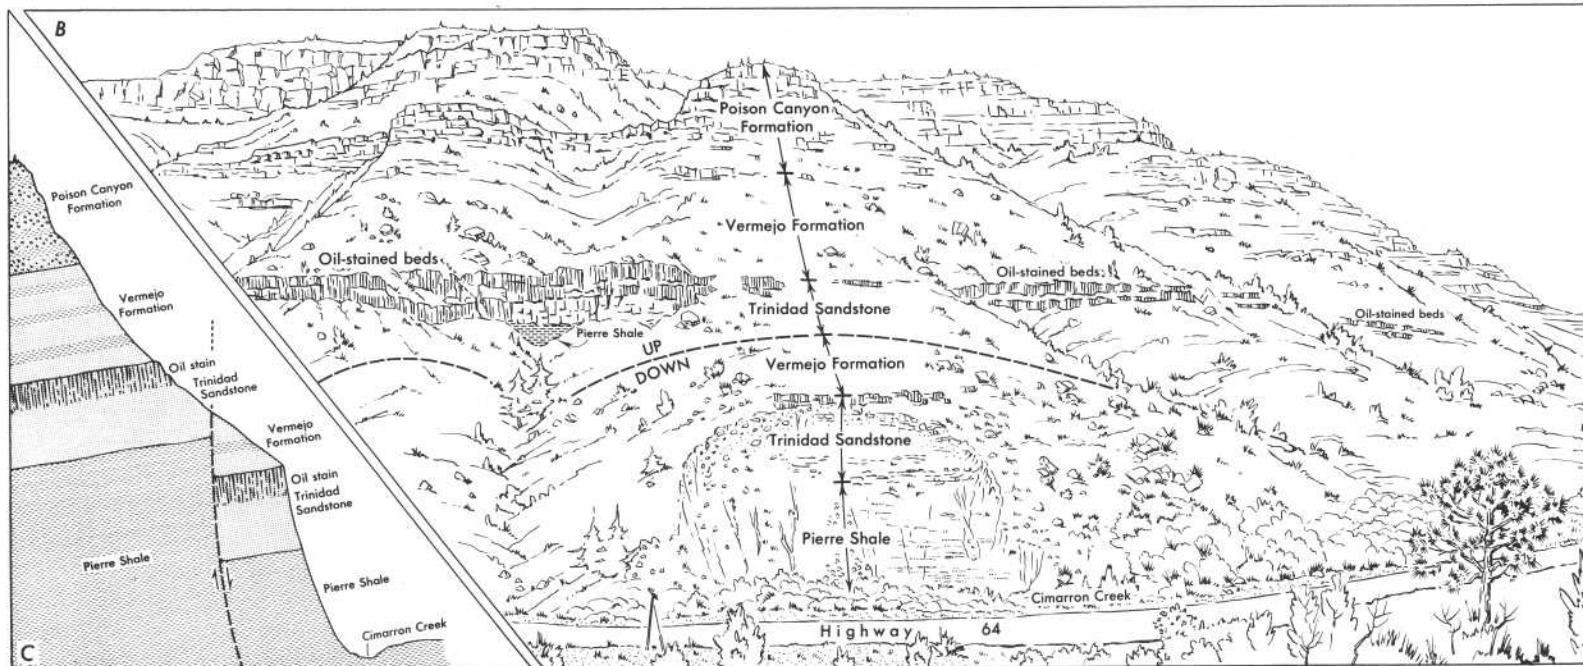 B
Poison Canyon
Formation
Vermejo Formation
Oil-stained beds
Oil-stained beds
Trinidad Sandstone
Oil-stained beds
Pierre Shale
UP
DOWN
Vermejo Formation
Trinidad Sandstone
Pierre Shale
Cimarron Creek
Highway 64
Poison Canyon
Formation
Vermejo
Formation
Oil stain
Trinidad
Sandstone
Vermejo
Formation
Oil stain
Trinidad
Sandstone
Pierre Shale
Pierre Shale
Cimarron Creek
C